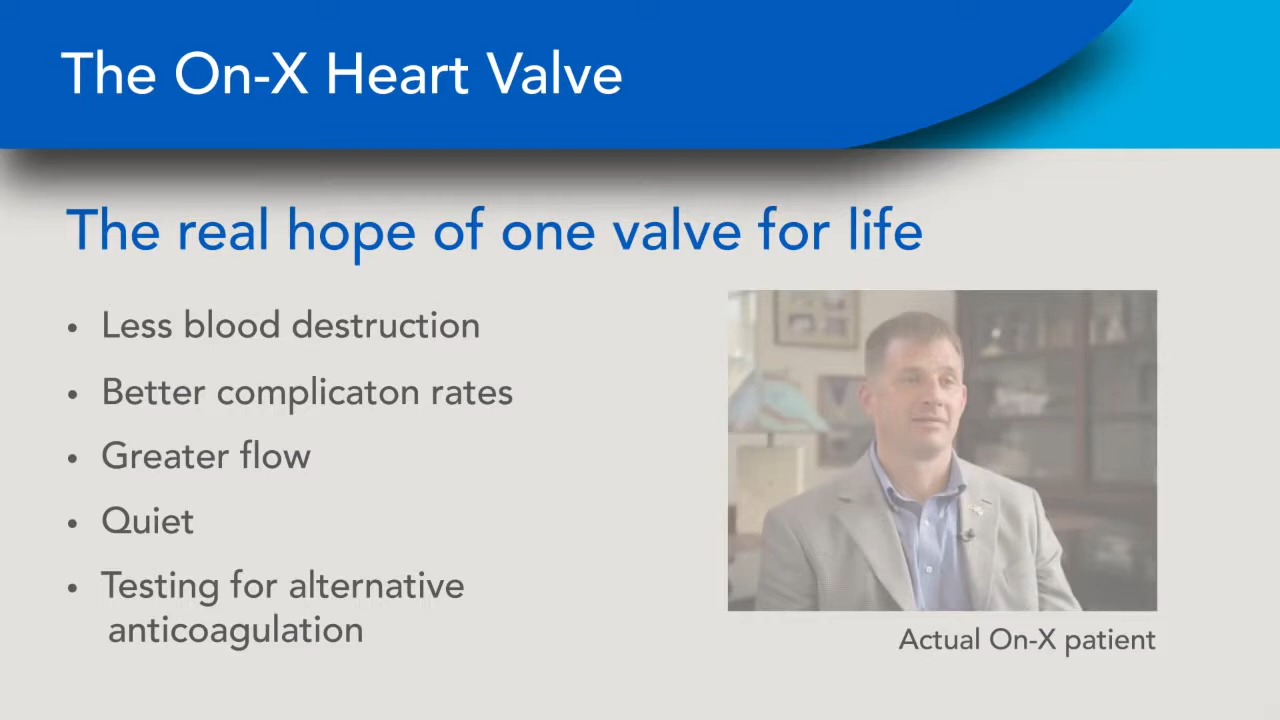 The On-X Heart Valve
The real hope of one valve for life
• Less blood destruction
• Better complicaton rates
• Greater flow
• Quiet
• Testing for alternative
anticoagulation
Actual On-X patient